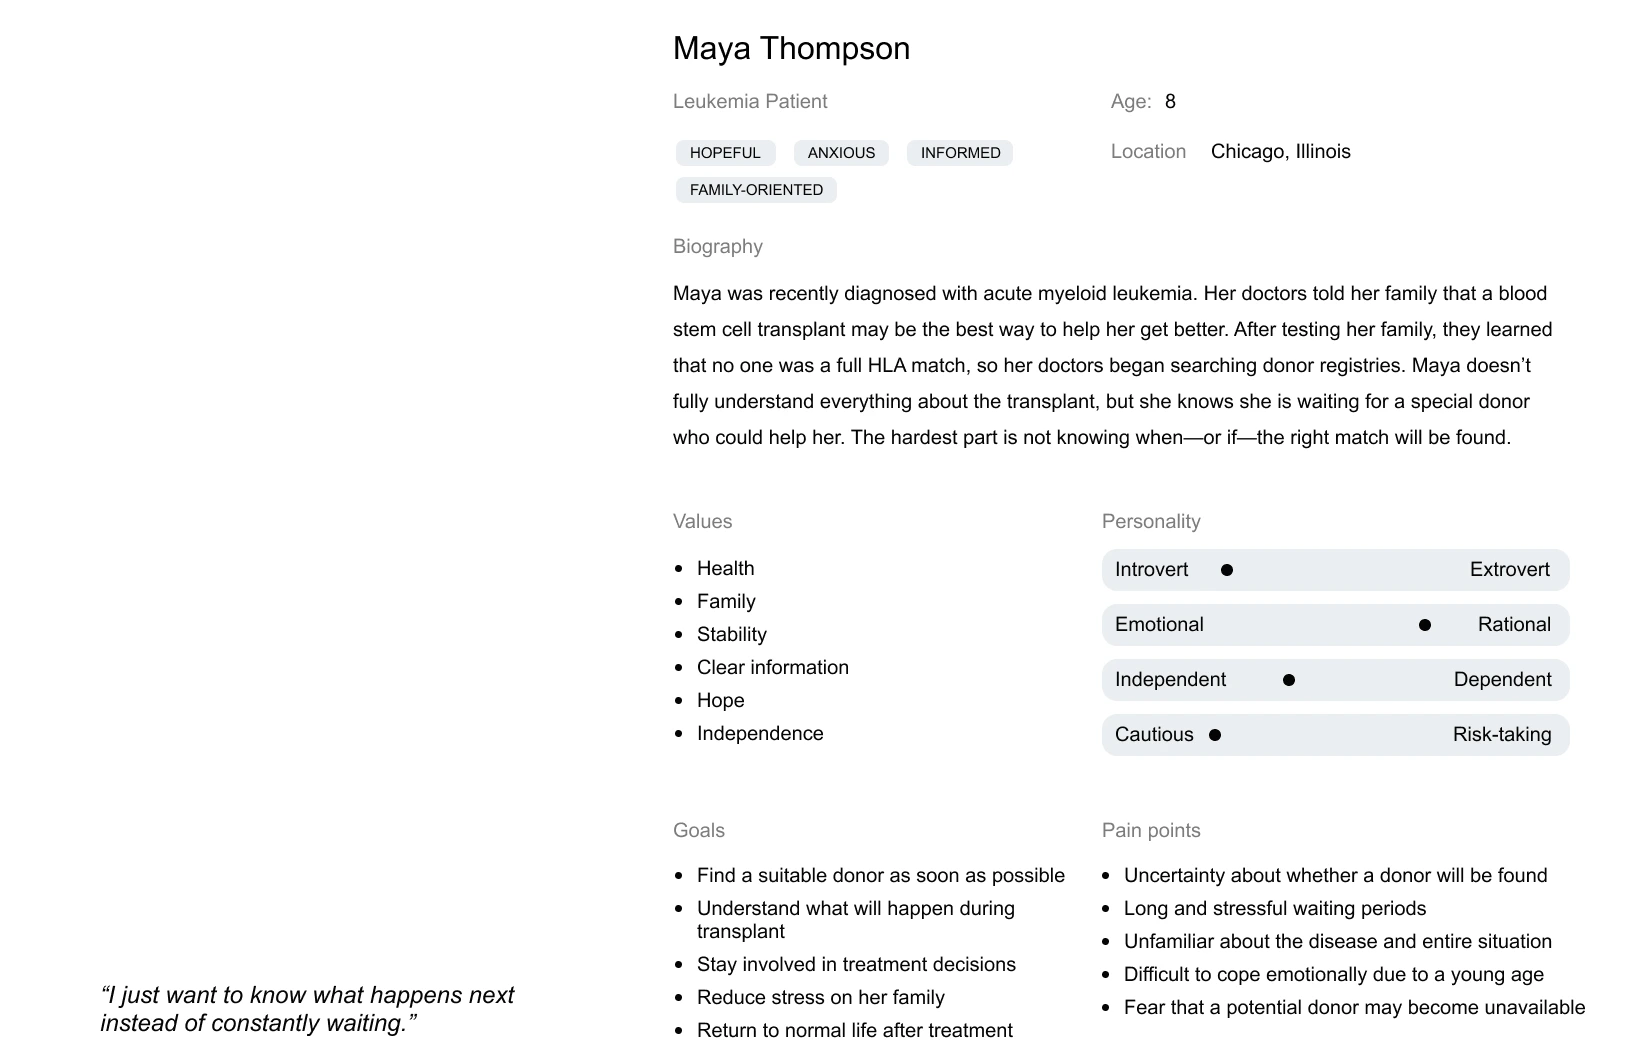 Maya Thompson
Leukemia Patient
Age: 8
HOPEFUL ANXIOUS INFORMED
Location Chicago, Illinois
FAMILY-ORIENTED
Biography
Maya was recently diagnosed with acute myeloid leukemia. Her doctors told her family that a blood
stem cell transplant may be the best way to help her get better. After testing her family, they learned
that no one was a full HLA match, so her doctors began searching donor registries. Maya doesn’t
fully understand everything about the transplant, but she knows she is waiting for a special donor
who could help her. The hardest part is not knowing when—or if—the right match will be found.
Values
• Health
• Family
• Stability
• Clear information
• Hope
• Independence
Personality
Introvert Extrovert
Emotional Rational
Independent Dependent
Cautious Risk-taking
Goals
• Find a suitable donor as soon as possible
• Understand what will happen during
transplant
• Stay involved in treatment decisions
• Reduce stress on her family
• Return to normal life after treatment
Pain points
• Uncertainty about whether a donor will be found
• Long and stressful waiting periods
• Unfamiliar about the disease and entire situation
• Difficult to cope emotionally due to a young age
• Fear that a potential donor may become unavailable
“I just want to know what happens next
instead of constantly waiting.”